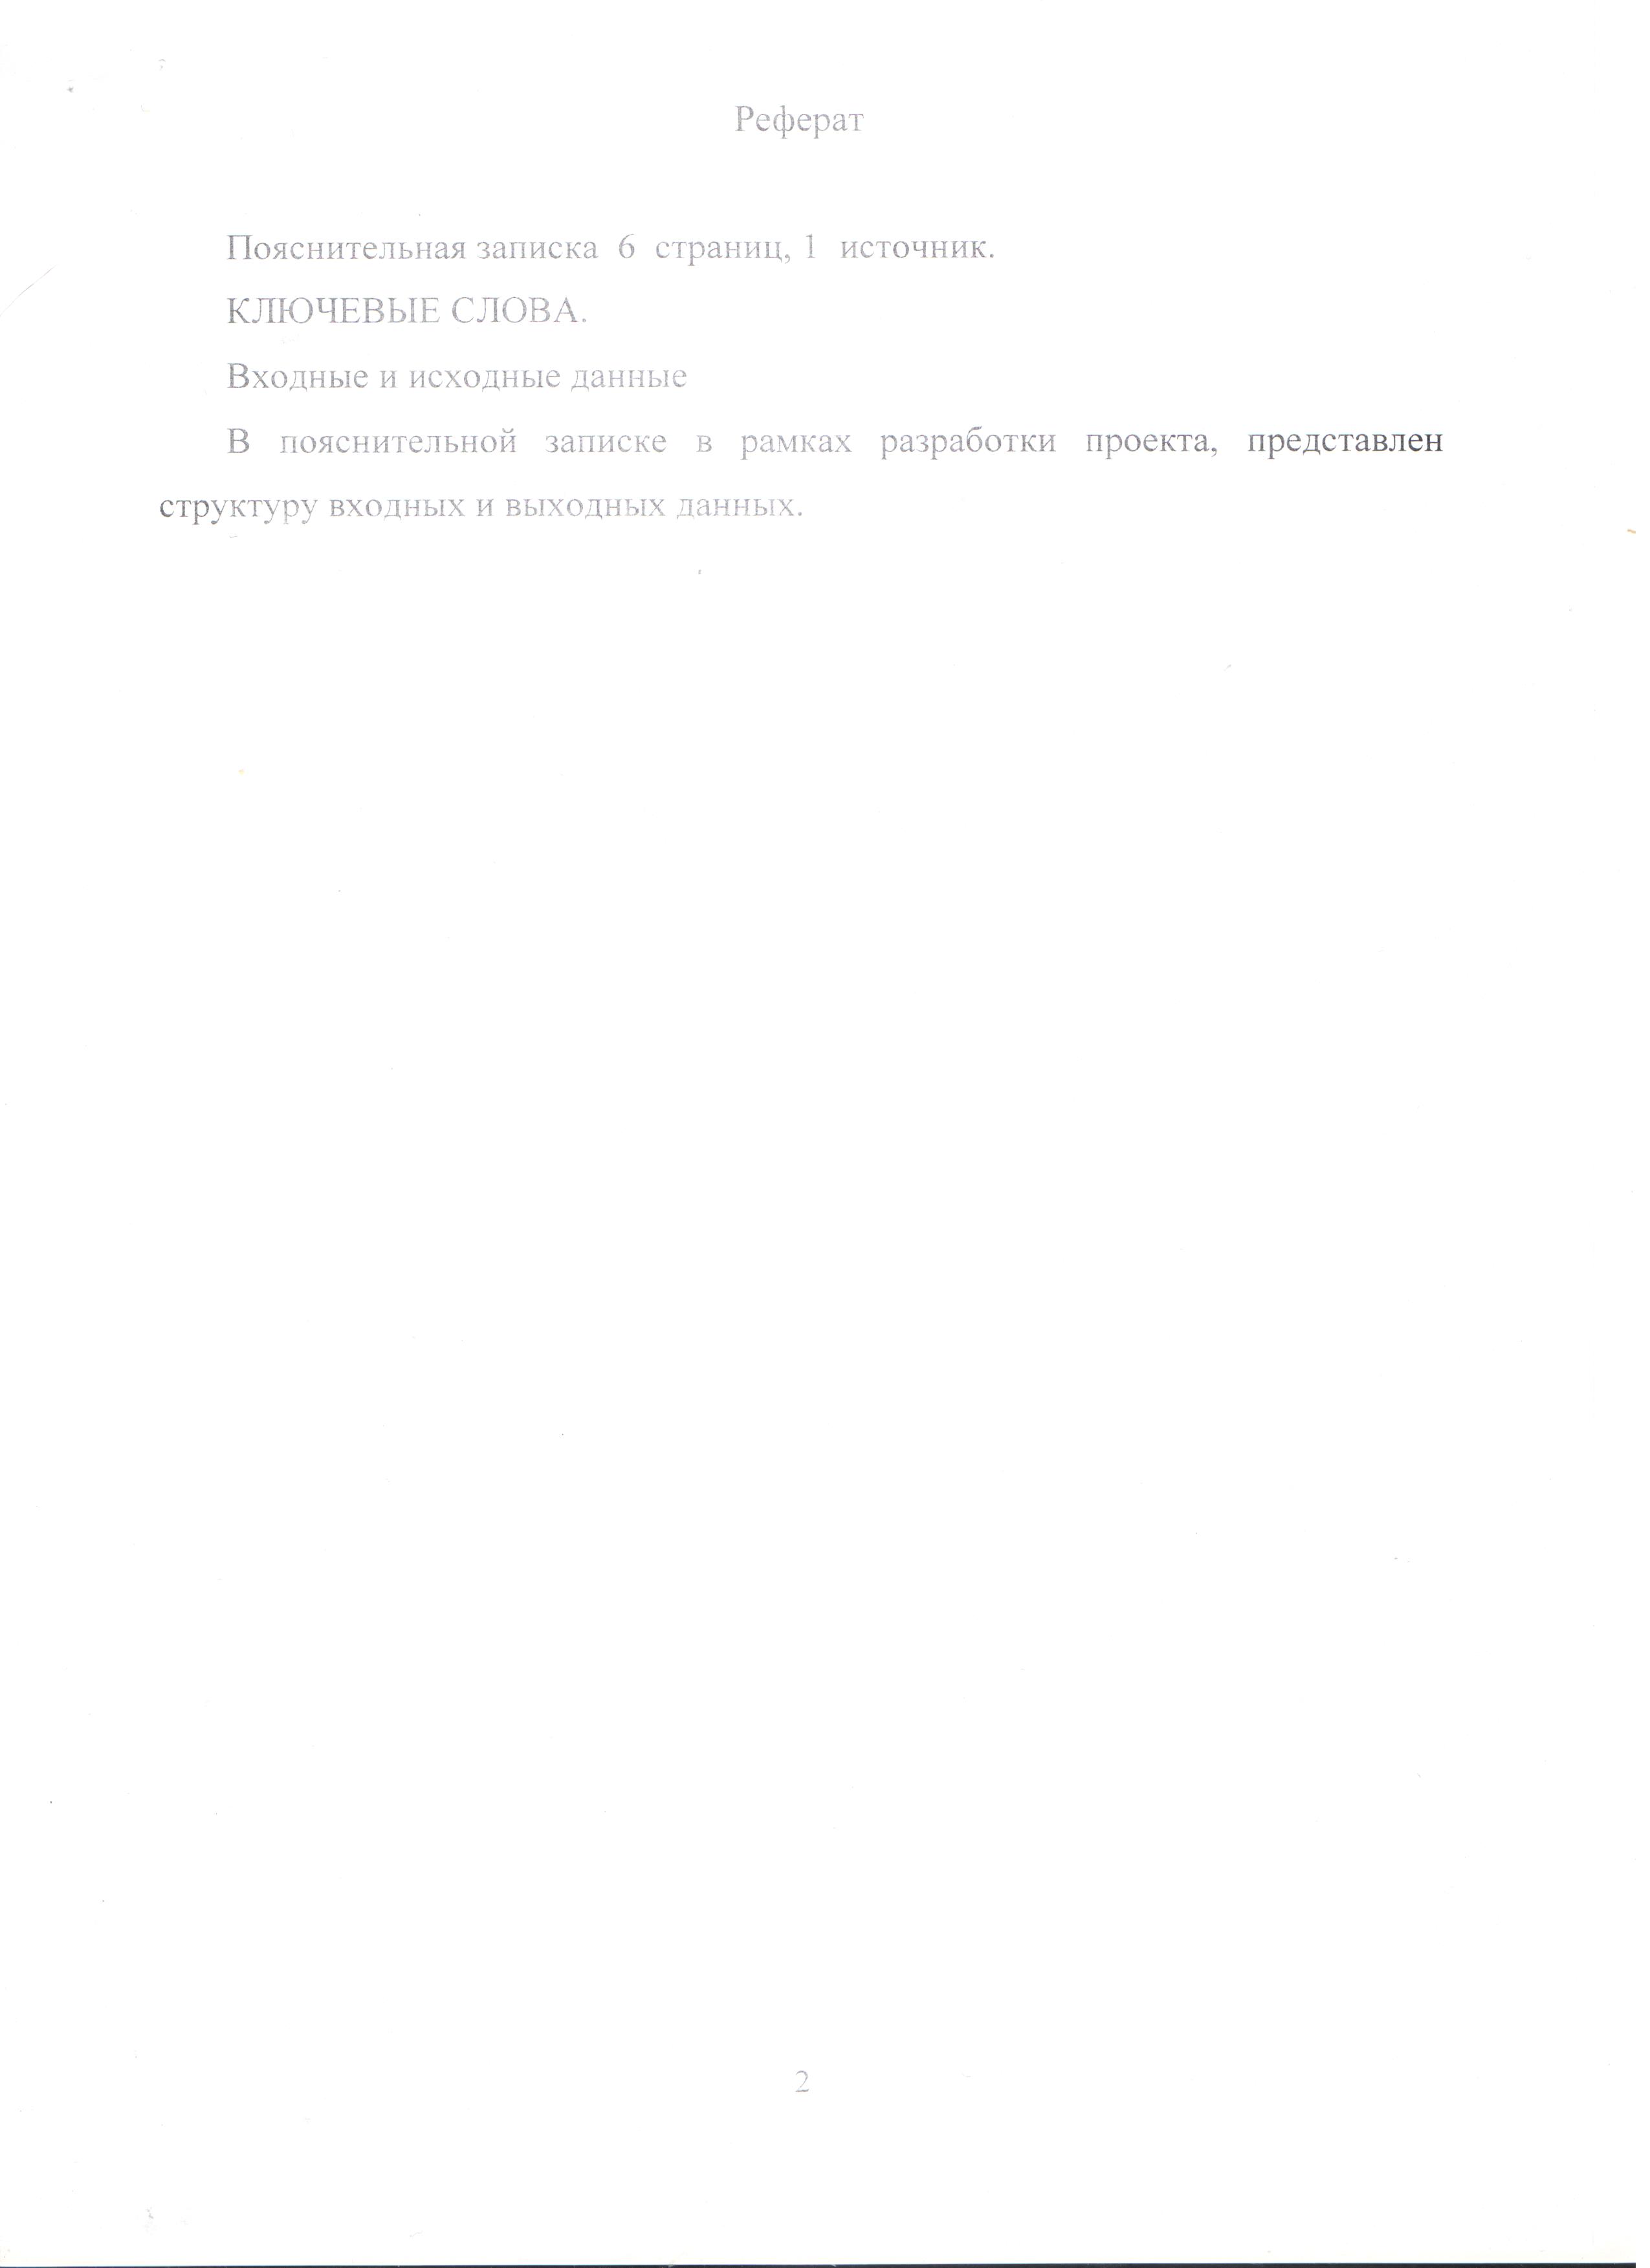 Реферат
Пояснительная записка 6 страниц, 1 источник.
КЛЮЧЕВЫЕ СЛОВА.
Входные и исходные данные
В пояснительной записке в рамках разработки проекта, представлен
структуру входных и выходных данных.
2